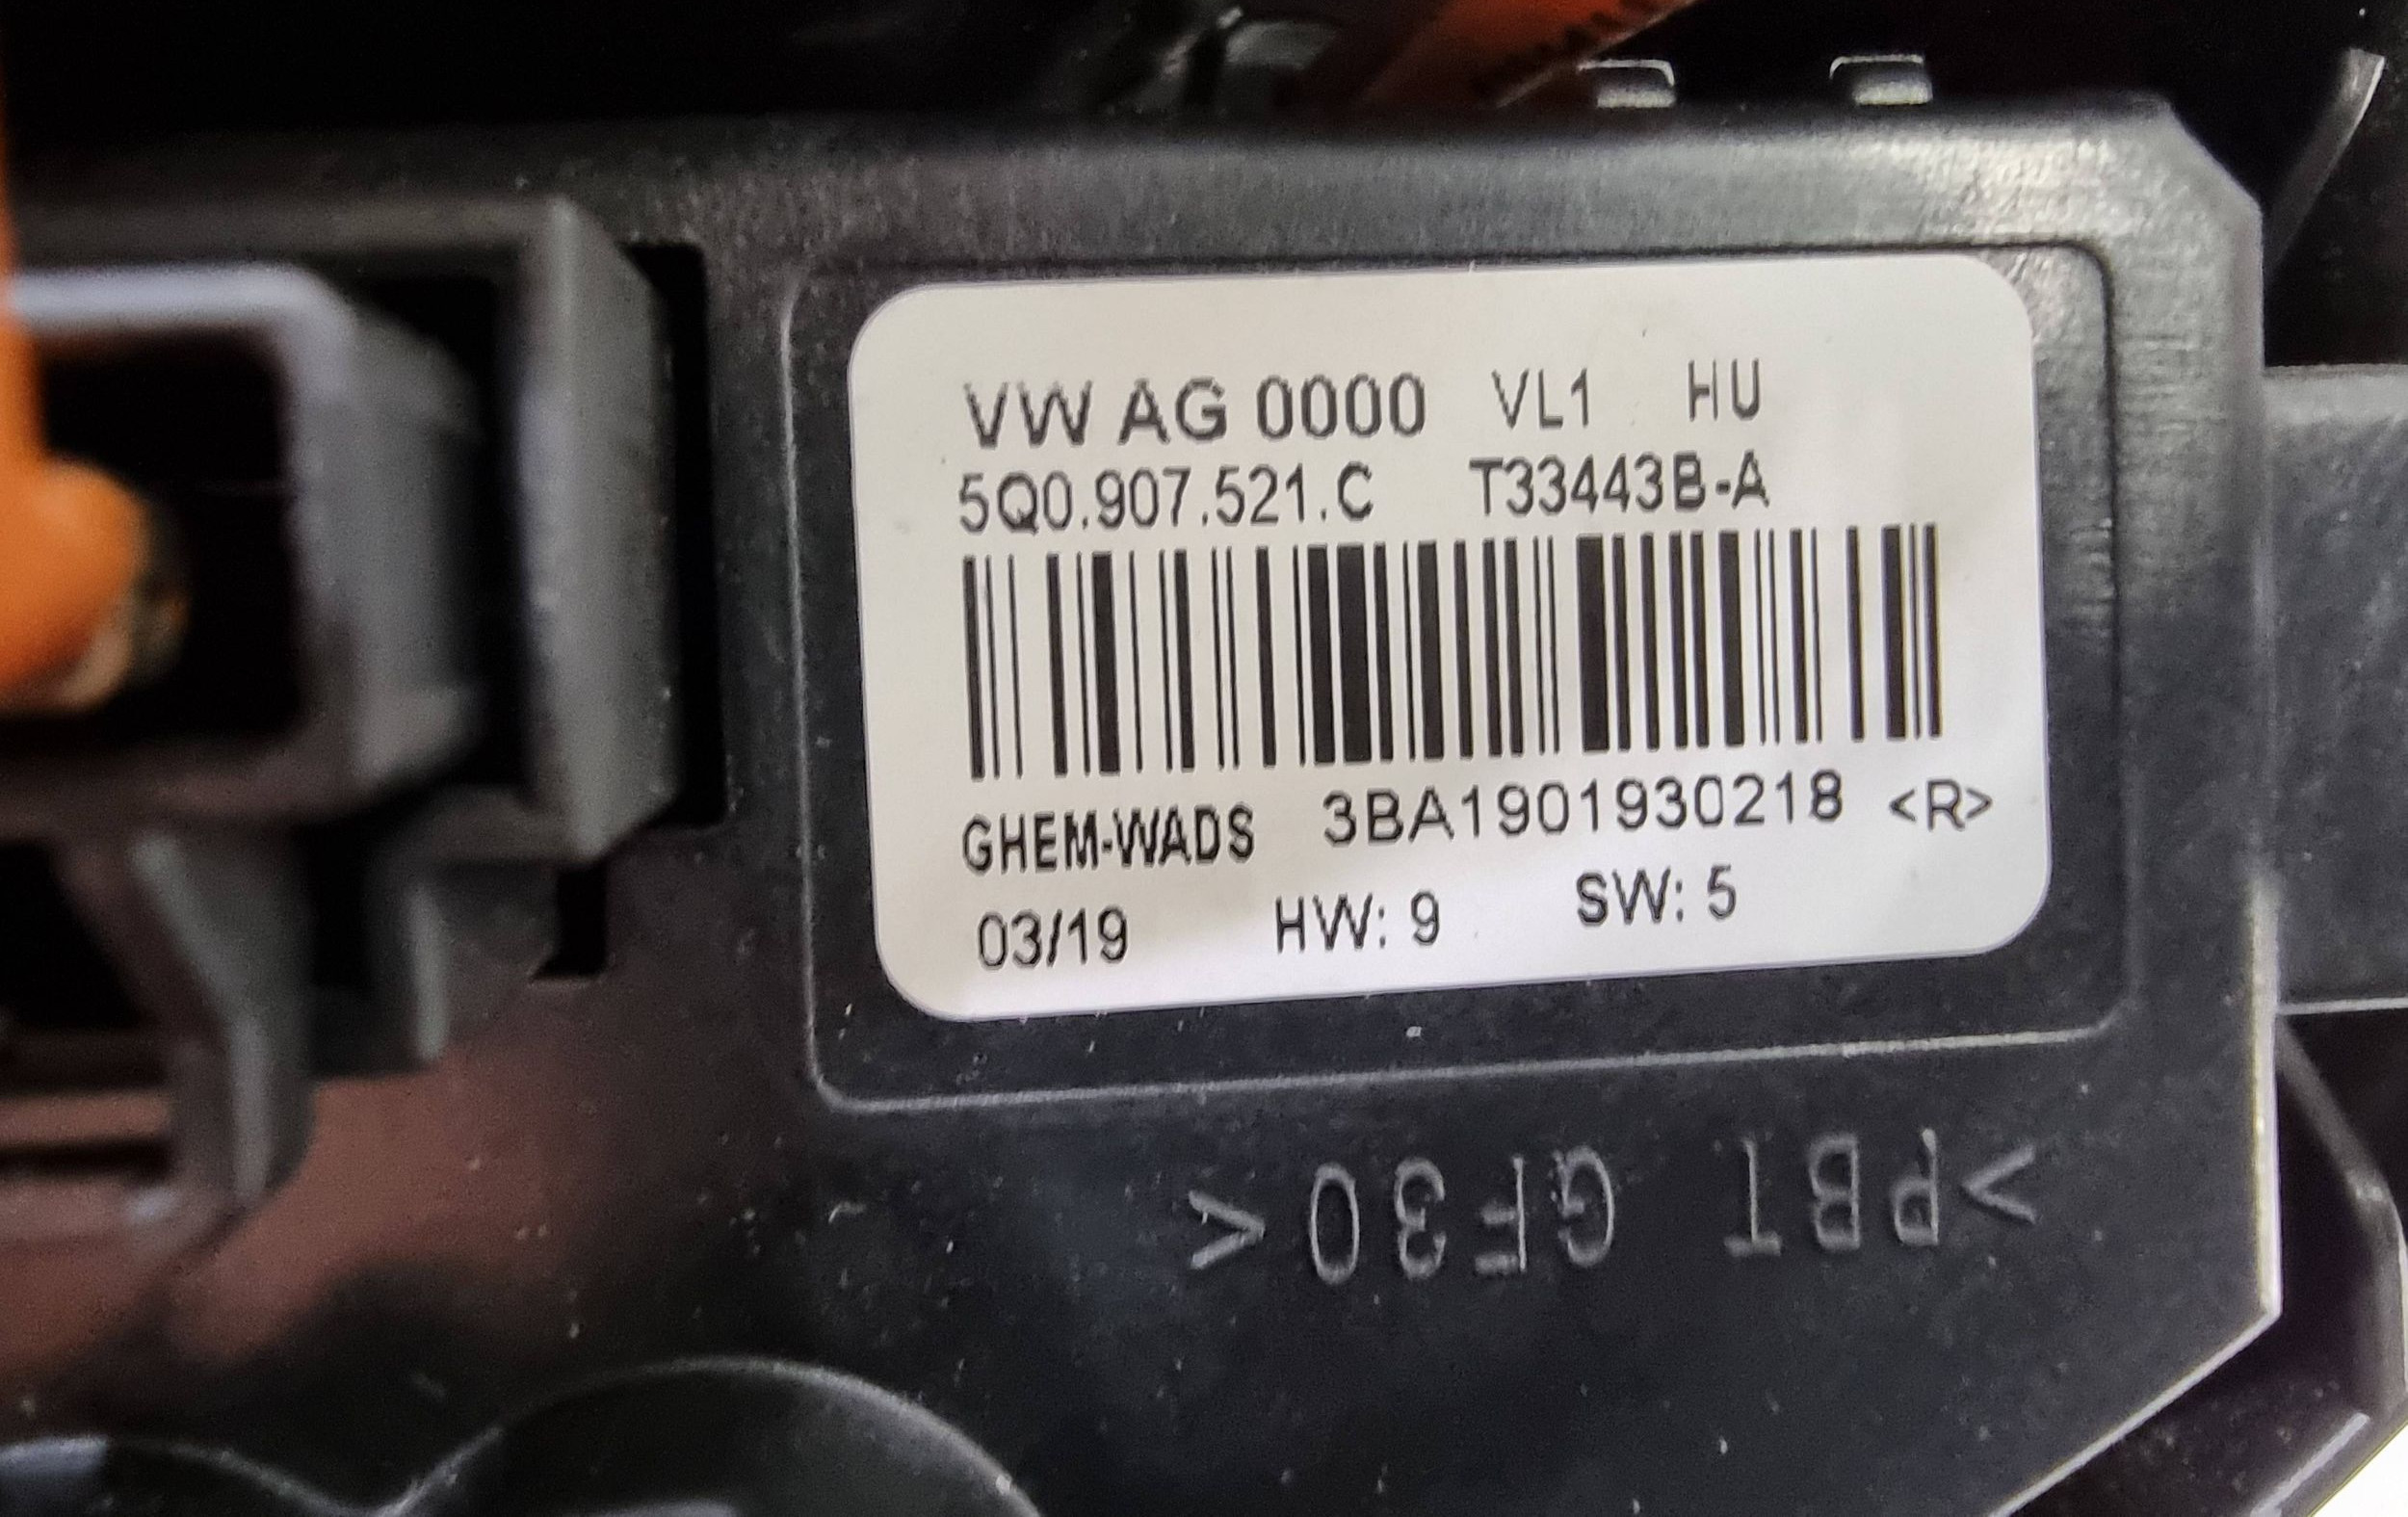 VW AG 0000 VL1 HU
5Q0.907.521.C T33443B-A
GHEM-WADS 3BA1901930218 <R>
03/19 HW: 9 SW: 5
>PBT GF30<